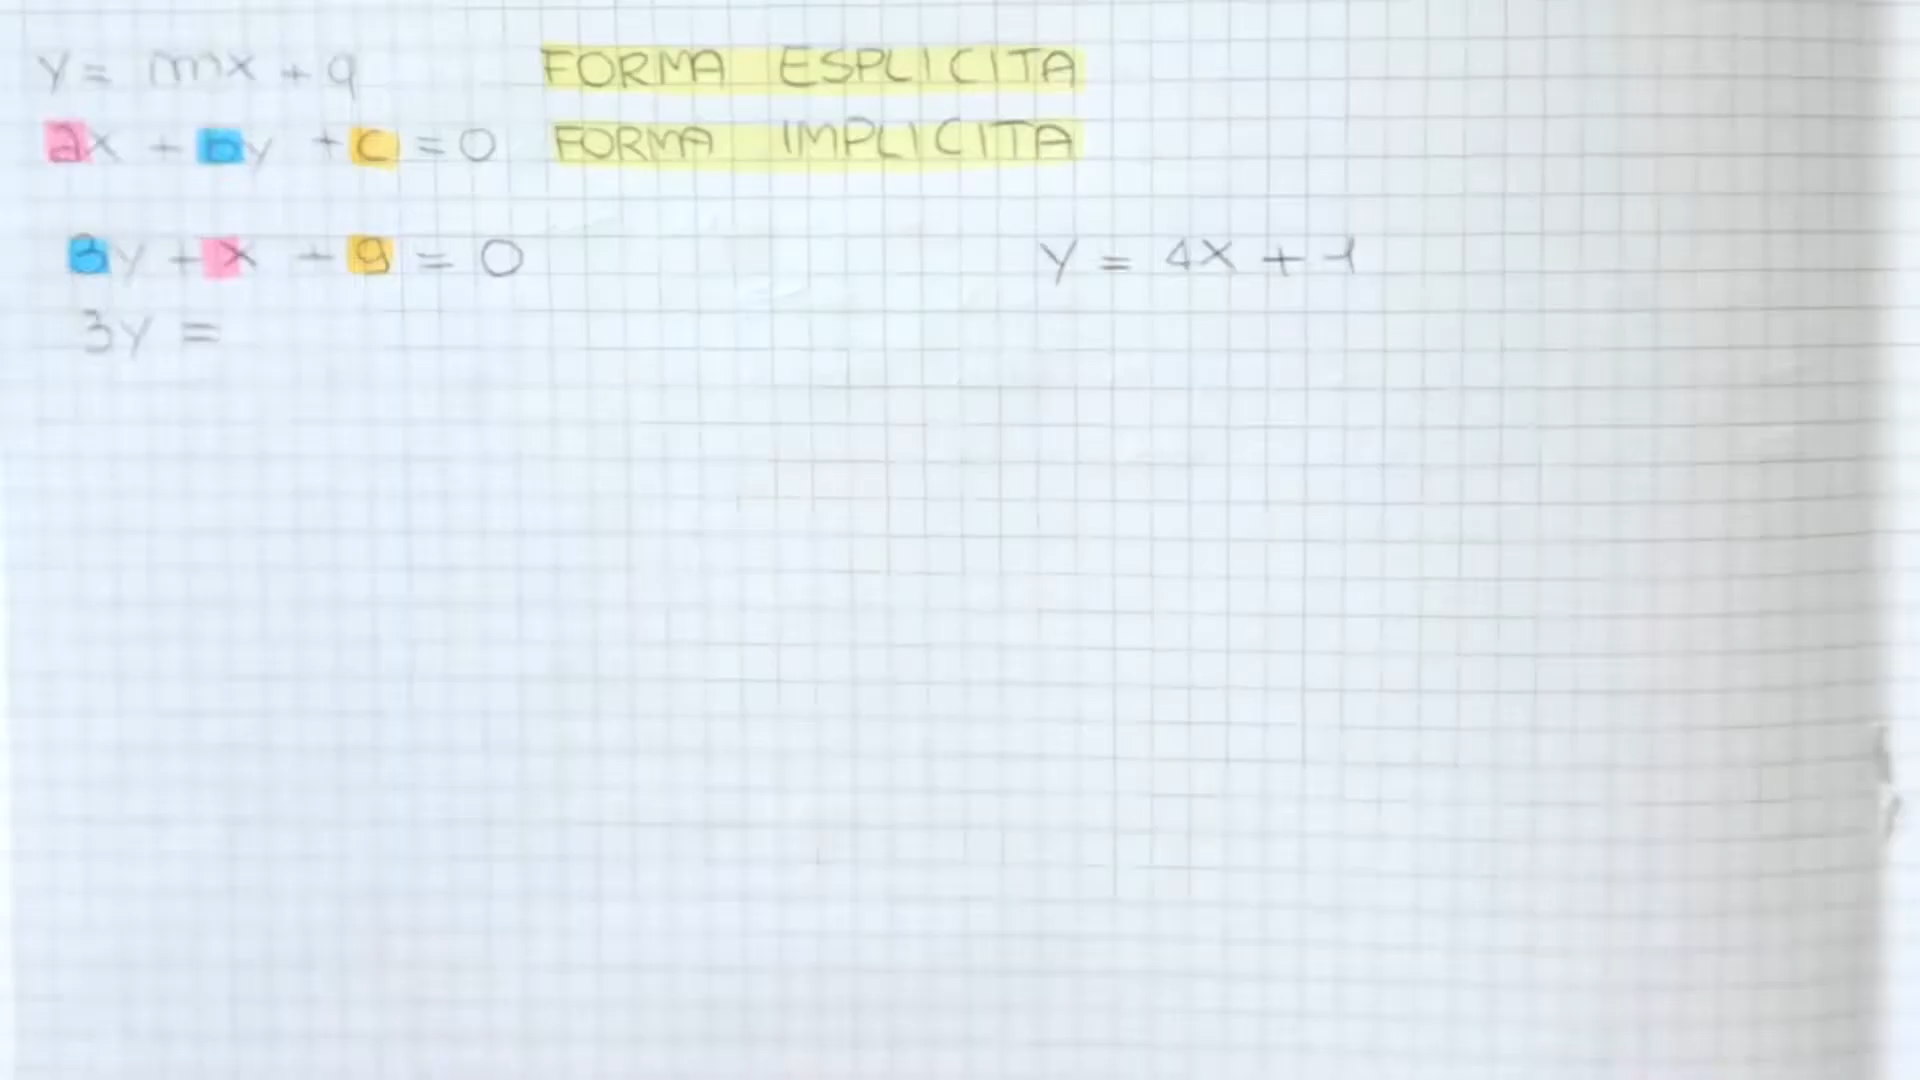 y = mx + q FORMA ESPLICITA
ax + by + c = 0 FORMA IMPLICITA
3y + x + 9 = 0 y = 4x + 1
3y =